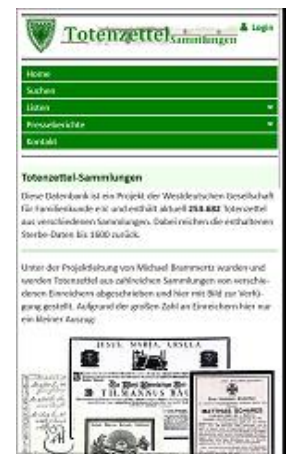 Totenzettel Sammlungen
Login
Home
Suchen
Listen
Presseberichte
Kontakt
Totenzettel-Sammlungen
Diese Datenbank ist ein Projekt der Westdeutschen Gesellschaft
für Familienkunde e.V. und enthält aktuell 253.682 Totenzettel
aus verschiedenen Sammlungen. Dabei reichen die enthaltenen
Sterbe-Daten bis 1600 zurück.
Unter der Projektleitung von Michael Brammertz wurden und
werden Totenzettel aus zahlreichen Sammlungen von verschie-
denen Einreichern abgeschrieben und hier mit Bild zur Verfü-
gung gestellt. Aufgrund der großen Zahl an Einreichern hier nur
ein kleiner Auszug:
JESUS, MARIA, URSULA
THILMANNUS
MATTHIAS